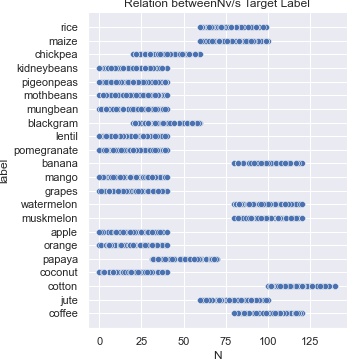 Relation betweenNv/s Target Label
rice
maize
chickpea
kidneybeans
pigeonpeas
mothbeans
mungbean
blackgram
lentil
pomegranate
banana
mango
grapes
watermelon
muskmelon
apple
orange
papaya
coconut
cotton
jute
coffee
label
0 25 50 75 100 125
N